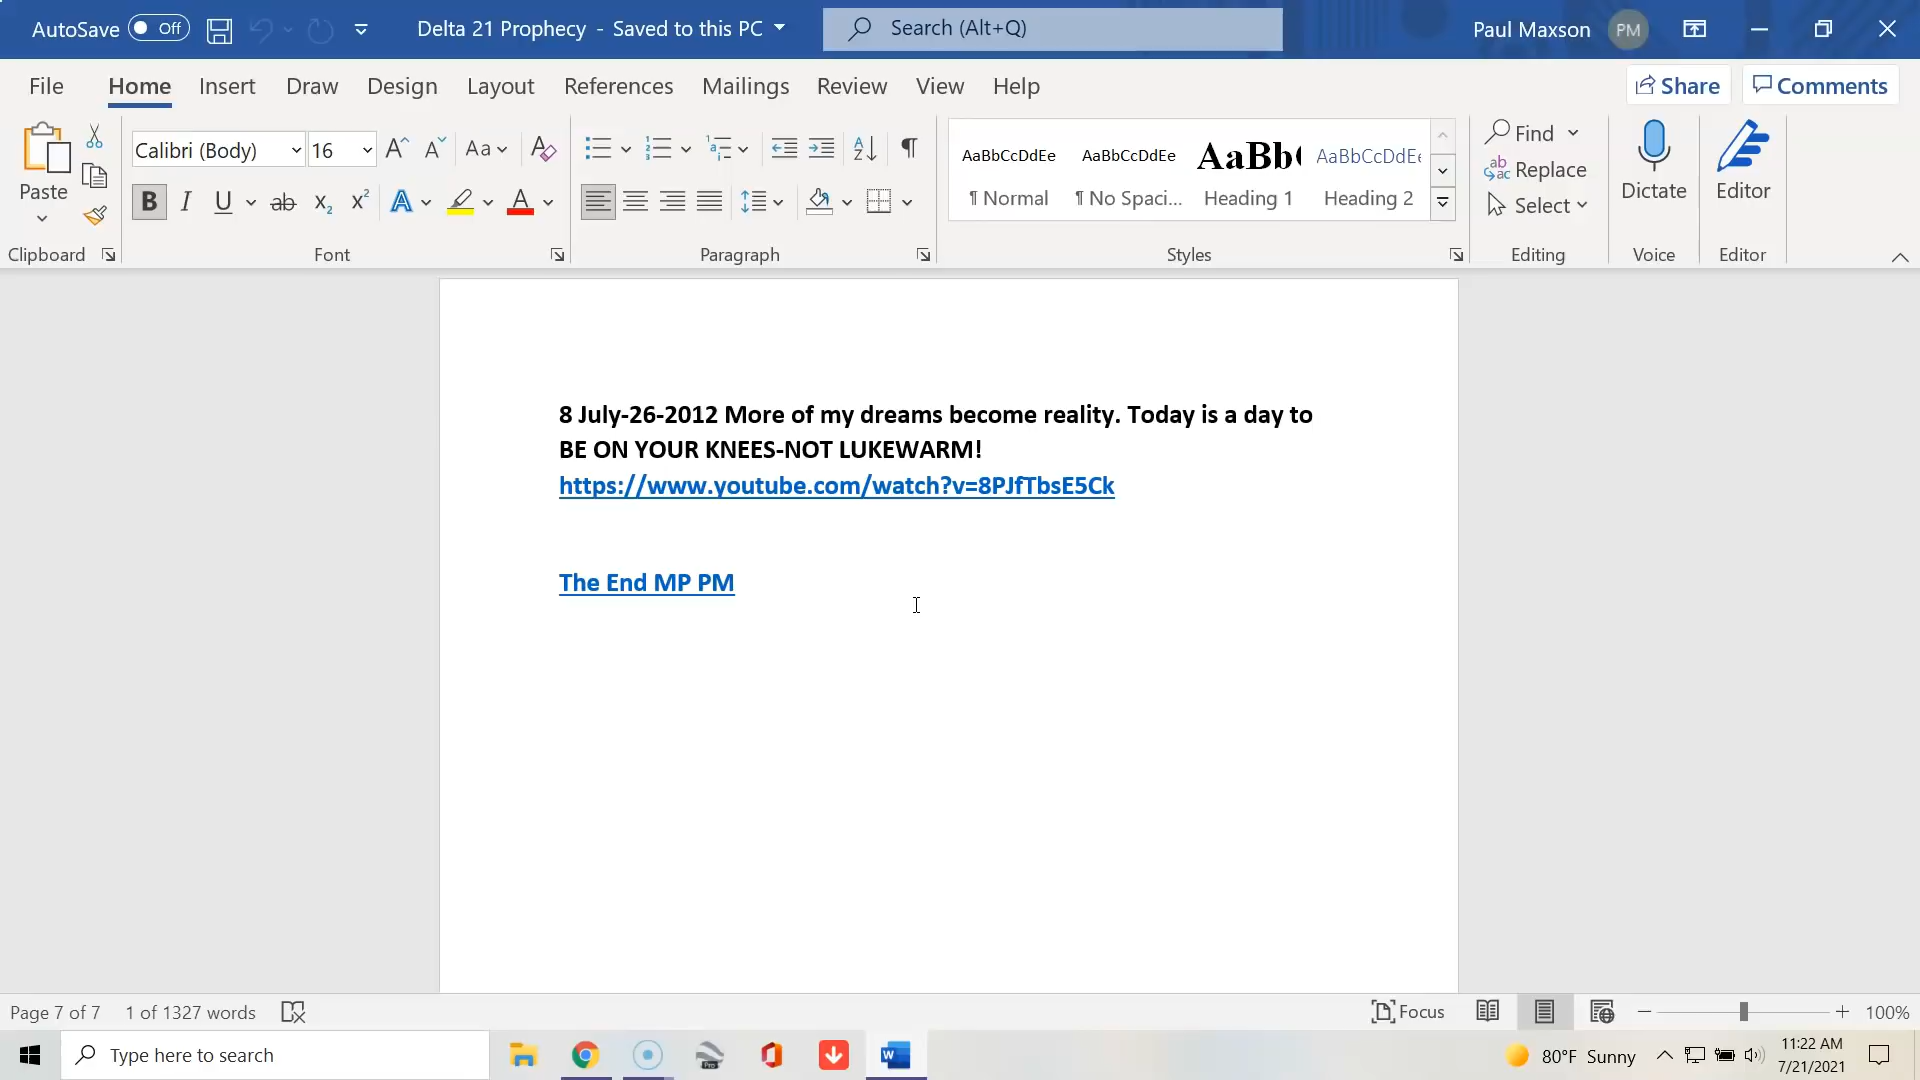 AutoSave Off Delta 21 Prophecy - Saved to this PC Search (Alt+Q) Paul Maxson PM
File Home Insert Draw Design Layout References Mailings Review View Help Share Comments
Paste
Calibri (Body) 16 Aa
B I U ab x₂ x² A A
AaBbCcDdEe AaBbCcDdEe AaBb( AaBbCcDdEe
¶ Normal ¶ No Spaci... Heading 1 Heading 2
Find
Replace
Select
Dictate
Editor
Clipboard Font Paragraph Styles Editing Voice Editor
8 July-26-2012 More of my dreams become reality. Today is a day to
BE ON YOUR KNEES-NOT LUKEWARM!
https://www.youtube.com/watch?v=8PJfTbsE5Ck
The End MP PM
Page 7 of 7 1 of 1327 words Focus 100%
Type here to search 80°F Sunny 11:22 AM
7/21/2021